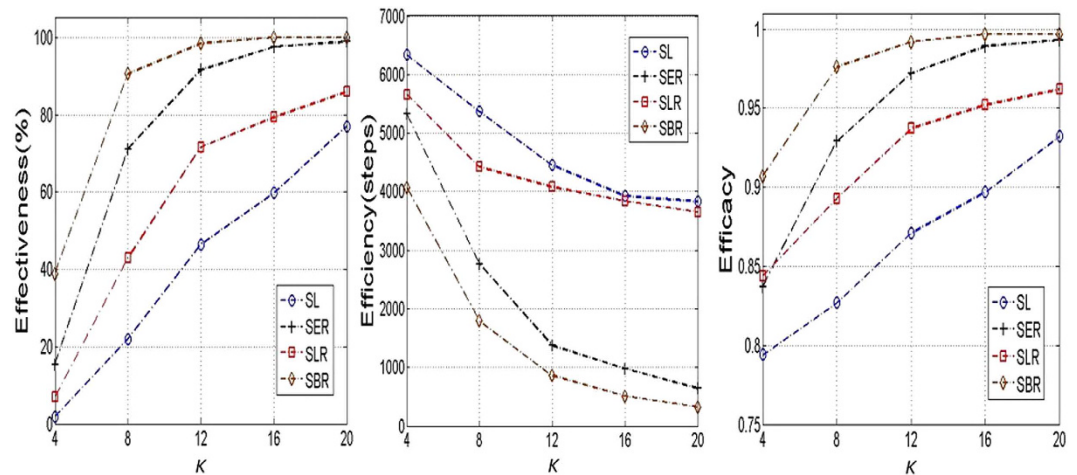 Effectiveness(%)
100
80
60
40
20
0
4 8 12 16 20
K
SL
SER
SLR
SBR
Efficiency(steps)
7000
6000
5000
4000
3000
2000
1000
0
4 8 12 16 20
K
SL
SER
SLR
SBR
Efficacy
1
0.95
0.9
0.85
0.8
0.75
4 8 12 16 20
K
SL
SER
SLR
SBR